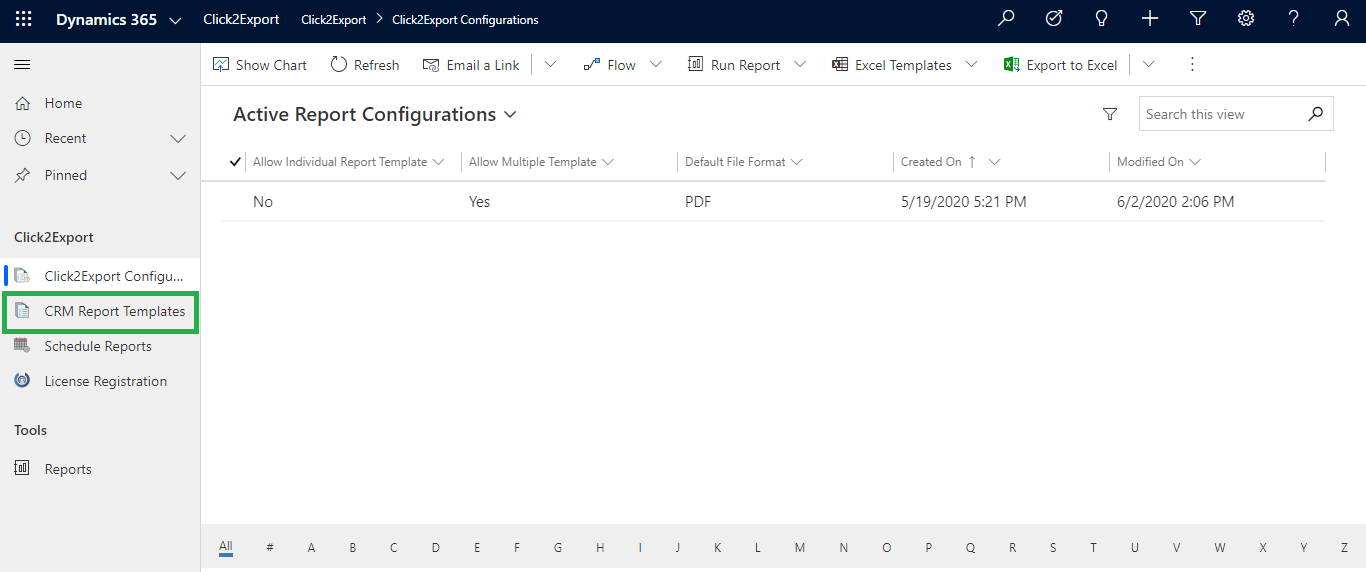 Dynamics 365 Click2Export Click2Export Click2Export Configurations
Show Chart Refresh Email a Link Flow Run Report Excel Templates Export to Excel
Home
Recent
Pinned
Click2Export
Click2Export Configu...
CRM Report Templates
Schedule Reports
License Registration
Tools
Reports
Active Report Configurations
Search this view
Allow Individual Report Template Allow Multiple Template Default File Format Created On Modified On
No Yes PDF 5/19/2020 5:21 PM 6/2/2020 2:06 PM
All # A B C D E F G H I J K L M N O P Q R S T U V W X Y Z